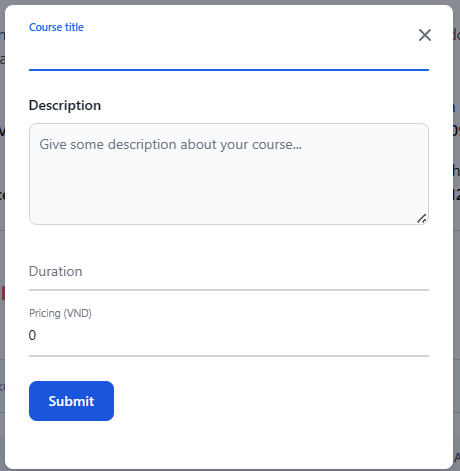 Course title
Description
Give some description about your course...
Duration
Pricing (VND)
0
Submit